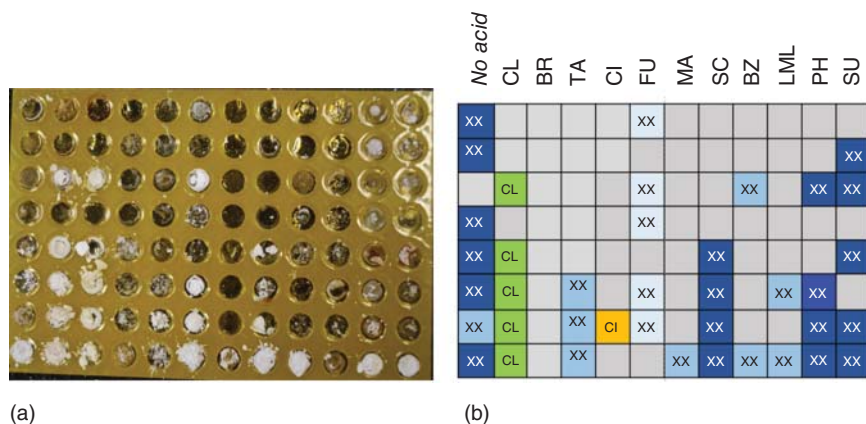 No acid CL BR TA CI FU MA SC BZ LML PH SU
XX XX
XX XX
CL XX XX XX XX
XX XX
XX CL XX XX
XX CL XX XX XX XX XX
XX CL XX CI XX XX XX XX
XX CL XX XX XX XX XX XX XX
(a) (b)